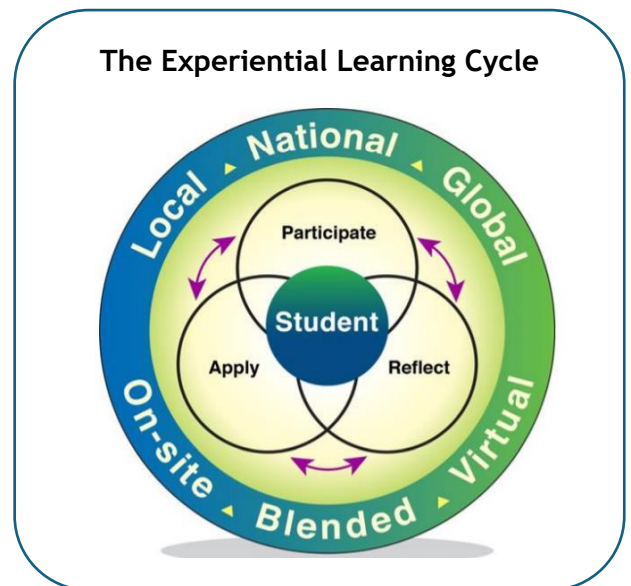 The Experiential Learning Cycle
Local National Global
Participate
Student
Apply
Reflect
On-site Blended Virtual